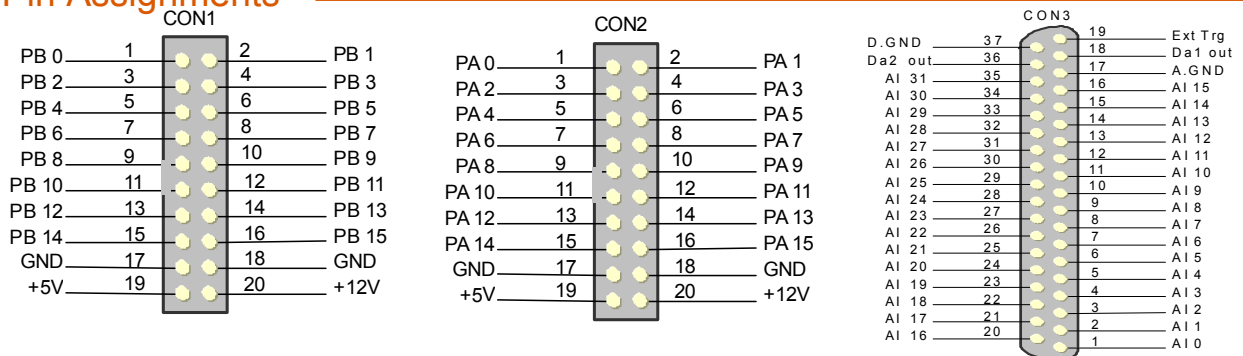 Pin Assignments
CON1
PB 0 1 2 PB 1
PB 2 3 4 PB 3
PB 4 5 6 PB 5
PB 6 7 8 PB 7
PB 8 9 10 PB 9
PB 10 11 12 PB 11
PB 12 13 14 PB 13
PB 14 15 16 PB 15
GND 17 18 GND
+5V 19 20 +12V
CON2
PA 0 1 2 PA 1
PA 2 3 4 PA 3
PA 4 5 6 PA 5
PA 6 7 8 PA 7
PA 8 9 10 PA 9
PA 10 11 12 PA 11
PA 12 13 14 PA 13
PA 14 15 16 PA 15
GND 17 18 GND
+5V 19 20 +12V
CON3
19 Ext Trg
D.GND 37 18 Da1 out
Da2 out 36 17 A.GND
AI 31 35 16 AI 15
AI 30 34 15 AI 14
AI 29 33 14 AI 13
AI 28 32 13 AI 12
AI 27 31 12 AI 11
AI 26 30 11 AI 10
AI 25 29 10 AI 9
AI 24 28 9 AI 8
AI 23 27 8 AI 7
AI 22 26 7 AI 6
AI 21 25 6 AI 5
AI 20 24 5 AI 4
AI 19 23 4 AI 3
AI 18 22 3 AI 2
AI 17 21 2 AI 1
AI 16 20 1 AI 0